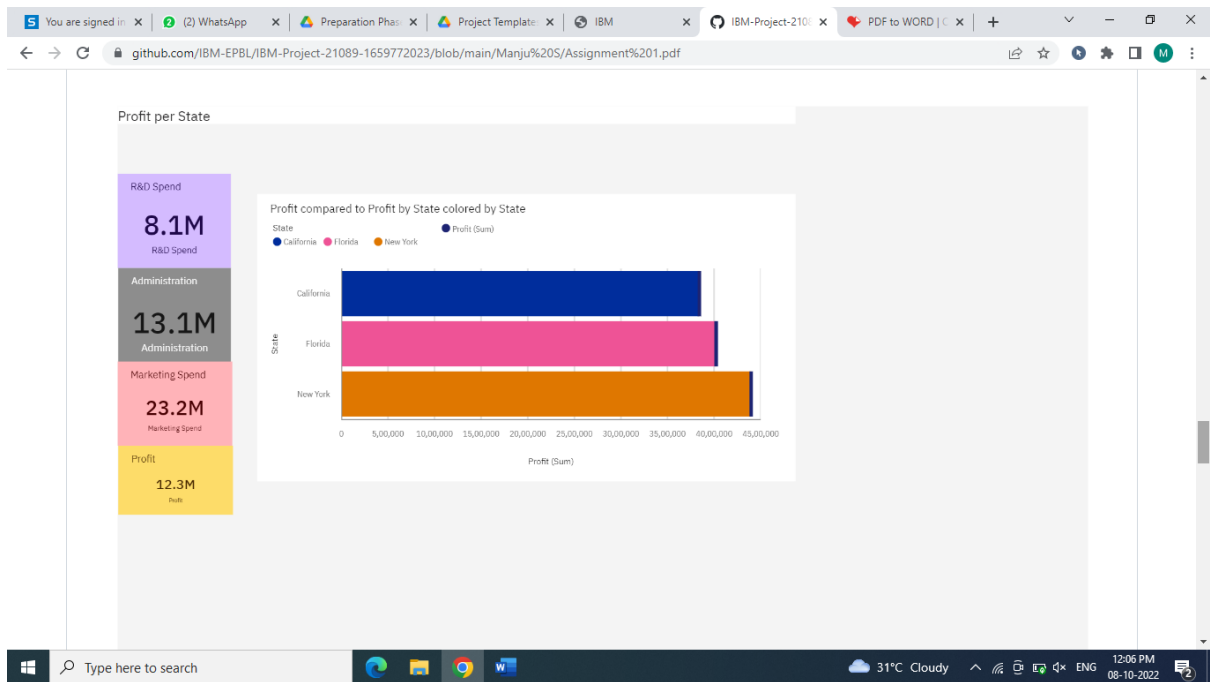 You are signed in
(2) WhatsApp
Preparation Phas
Project Template
IBM
IBM-Project-2108
PDF to WORD |
github.com/IBM-EPBL/IBM-Project-21089-1659772023/blob/main/Manju%20S/Assignment%201.pdf
M
Profit per State
R&D Spend
8.1M
R&D Spend
Administration
13.1M
Administration
Marketing Spend
23.2M
Marketing Spend
Profit
12.3M
Profit
Profit compared to Profit by State colored by State
State
Profit (Sum)
California Florida New York
State
California
Florida
New York
0 5,00,000 10,00,000 15,00,000 20,00,000 25,00,000 30,00,000 35,00,000 40,00,000 45,00,000
Profit (Sum)
Type here to search
31°C Cloudy
ENG
12:06 PM
08-10-2022
2